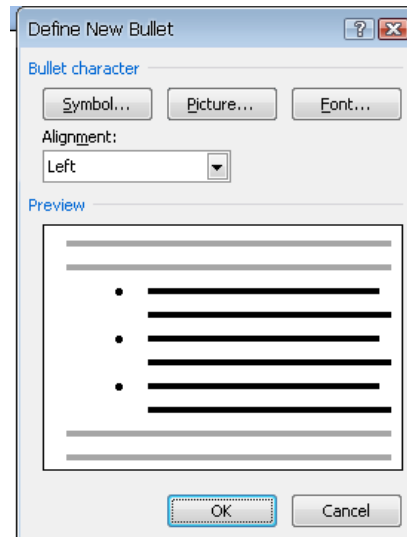 Define New Bullet
Bullet character
Symbol... Picture... Font...
Alignment:
Left
Preview
OK Cancel